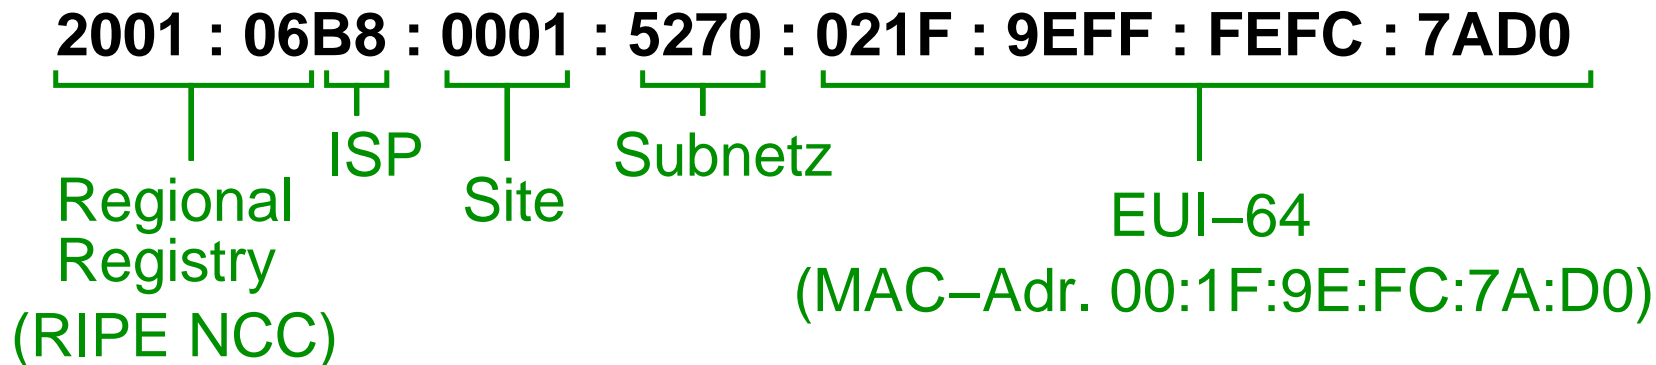 2001 : 06B8 : 0001 : 5270 : 021F : 9EFF : FEFC : 7AD0
ISP
Subnetz
Regional
Registry
(RIPE NCC)
Site
EUI–64
(MAC–Adr. 00:1F:9E:FC:7A:D0)